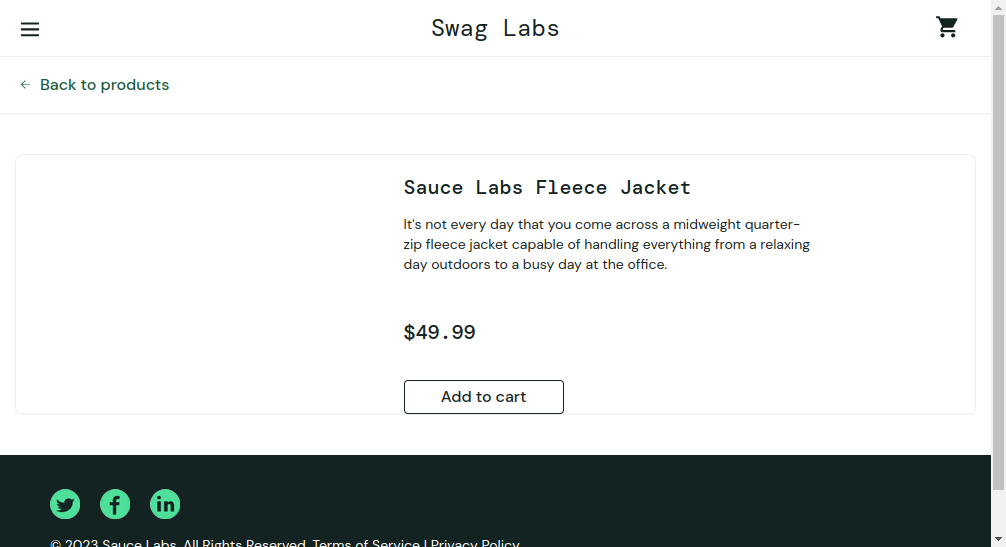 Swag Labs
Back to products
Sauce Labs Fleece Jacket
It's not every day that you come across a midweight quarter-
zip fleece jacket capable of handling everything from a relaxing
day outdoors to a busy day at the office.
$49.99
Add to cart
© 2023 Sauce Labs. All Rights Reserved. Terms of Service | Privacy Policy